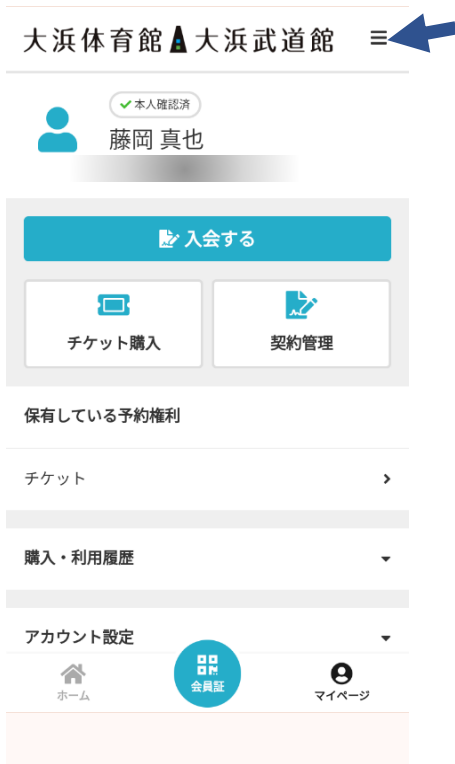 大浜体育館 大浜武道館
本人確認済
藤岡 真也
入会する
チケット購入
契約管理
保有している予約権利
チケット
購入・利用履歴
アカウント設定
ホーム
会員証
マイページ